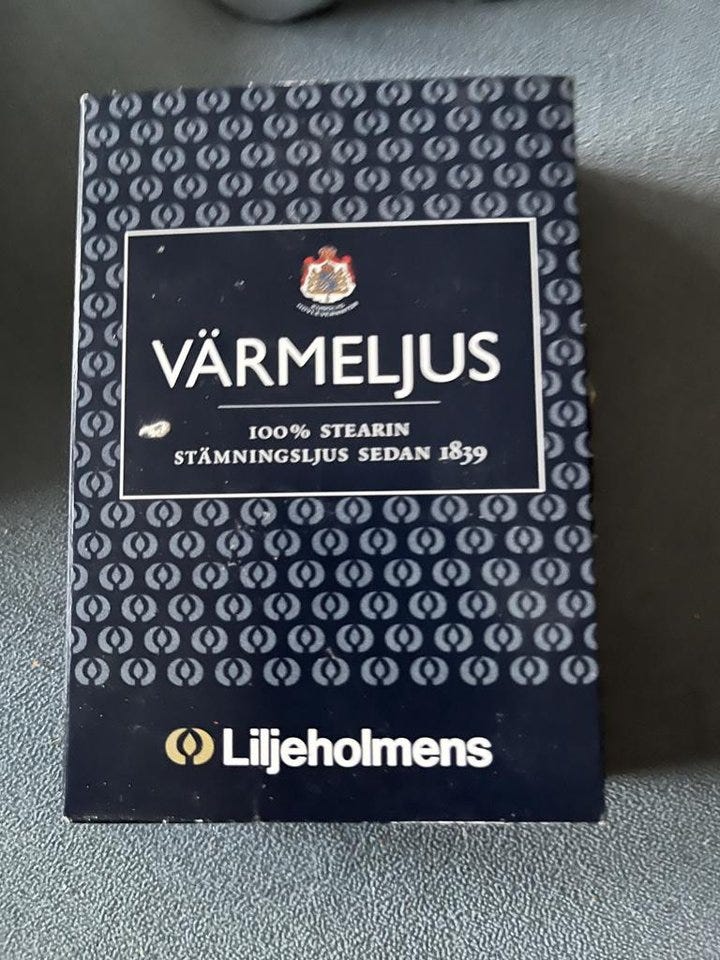 VÄRMELJUS
100% STEARIN
STÄMNINGSLJUS SEDAN 1839
Liljeholmens